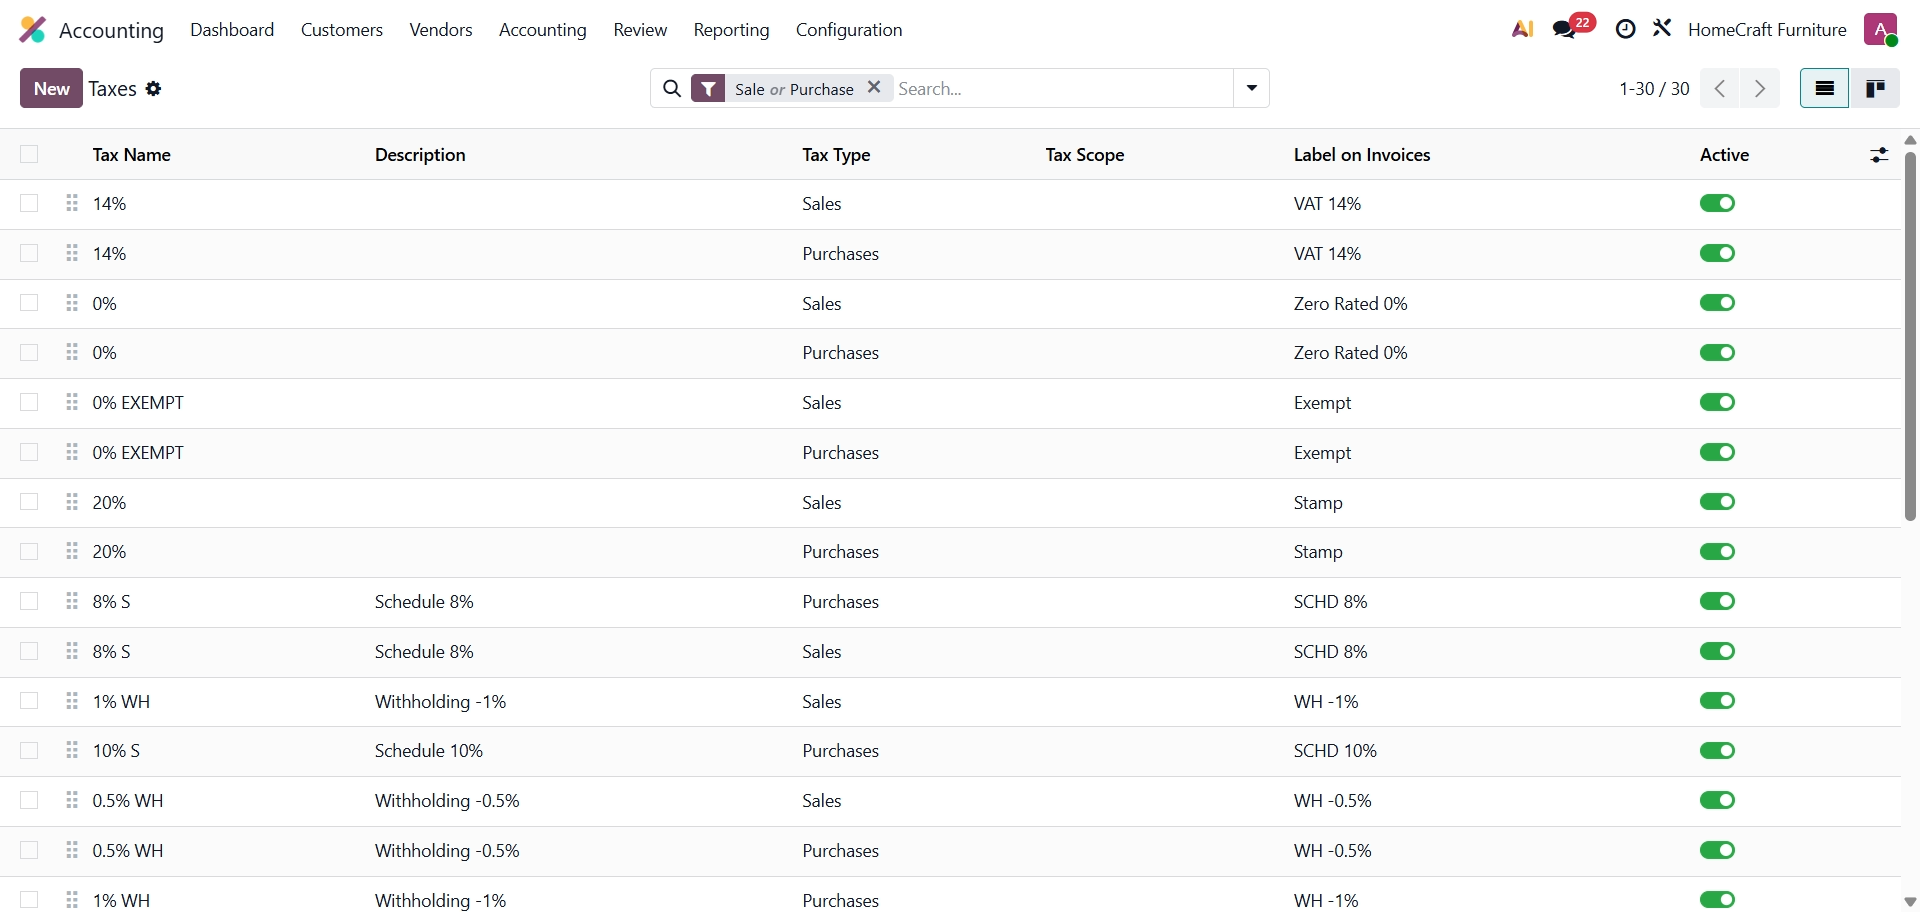 Accounting Dashboard Customers Vendors Accounting Review Reporting Configuration AI 22 HomeCraft Furniture A
New Taxes Sale or Purchase Search... 1-30 / 30
Tax Name Description Tax Type Tax Scope Label on Invoices Active
14% Sales VAT 14%
14% Purchases VAT 14%
0% Sales Zero Rated 0%
0% Purchases Zero Rated 0%
0% EXEMPT Sales Exempt
0% EXEMPT Purchases Exempt
20% Sales Stamp
20% Purchases Stamp
8% S Schedule 8% Purchases SCHD 8%
8% S Schedule 8% Sales SCHD 8%
1% WH Withholding -1% Sales WH -1%
10% S Schedule 10% Purchases SCHD 10%
0.5% WH Withholding -0.5% Sales WH -0.5%
0.5% WH Withholding -0.5% Purchases WH -0.5%
1% WH Withholding -1% Purchases WH -1%